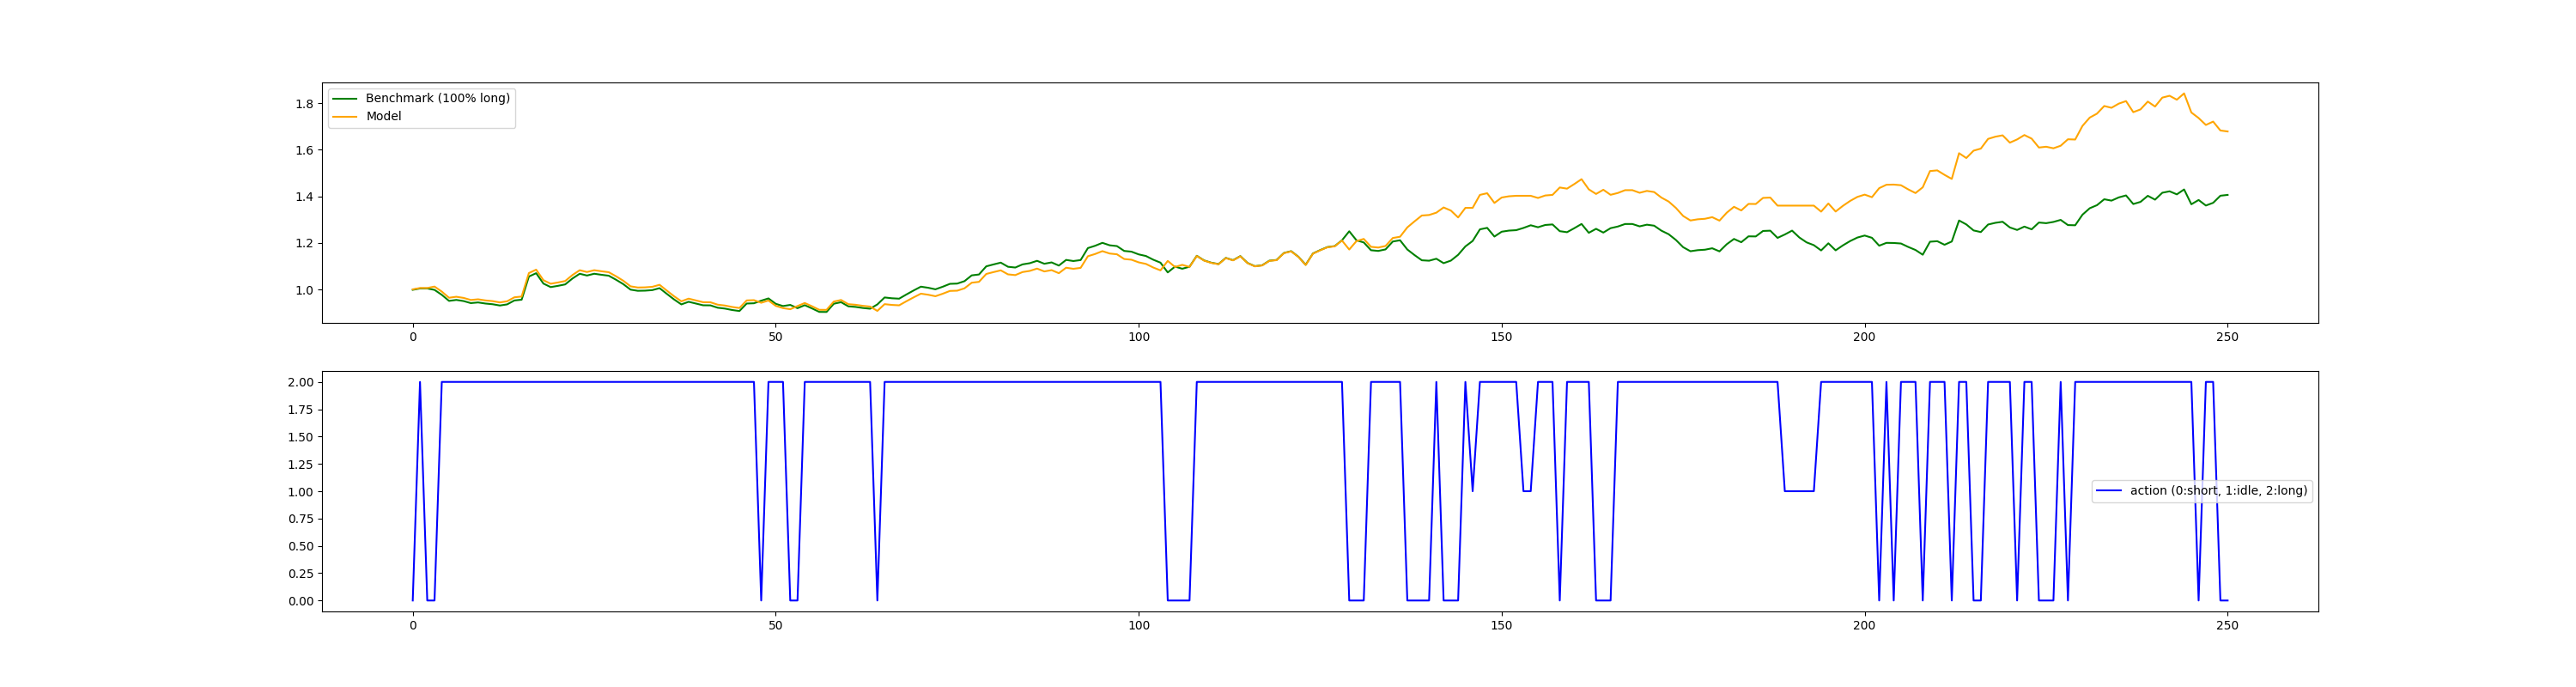 Benchmark (100% long)
Model
1.8
1.6
1.4
1.2
1.0
0 50 100 150 200 250
2.00
1.75
1.50
1.25
1.00
0.75
0.50
0.25
0.00
action (0:short, 1:idle, 2:long)
0 50 100 150 200 250